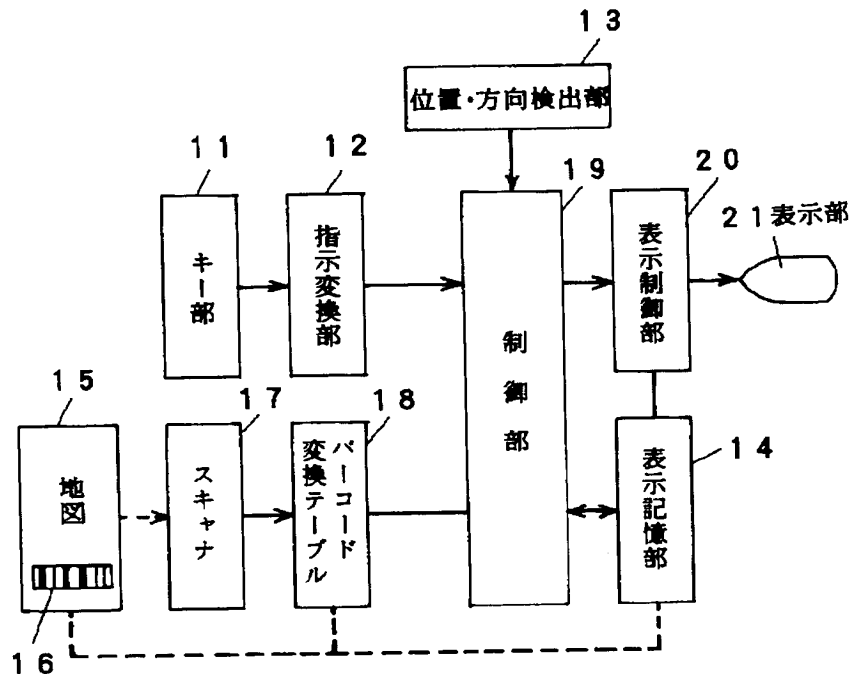 13
位置・方向検出部
11
キー部
12
指示変換部
19
制御部
20
表示制御部
21表示部
15
地図
16
17
スキャナ
18
バーコード
変換テーブル
14
表示記憶部